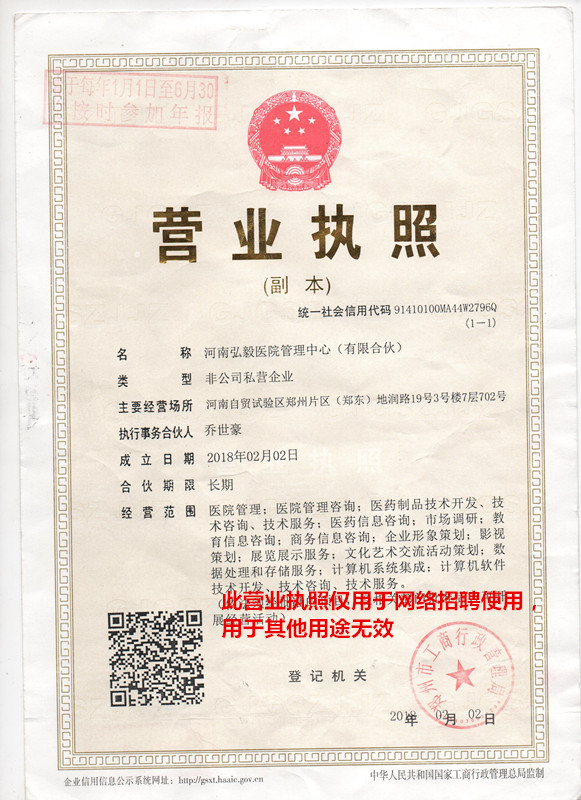 于每年1月1日至6月30
按时参加年报
营业执照
(副 本)
统一社会信用代码 91410100MA44W2796Q
(1-1)
名 称 河南弘毅医院管理中心（有限合伙）
类 型 非公司私营企业
主要经营场所 河南自贸试验区郑州片区（郑东）地润路19号3号楼7层702号
执行事务合伙人 乔世豪
成立日期 2018年02月02日
合伙期限 长期
经营范围 医院管理；医院管理咨询；医药制品技术开发、技
术咨询、技术服务；医药信息咨询；市场调研；教
育信息咨询；商务信息咨询；企业形象策划；影视
策划；展览展示服务；文化艺术交流活动策划；数
据处理和存储服务；计算机系统集成；计算机软件
技术开发、技术咨询、技术服务。
此营业执照仅用于网络招聘使用，
展经营活动）
用于其他用途无效
郑州市工商行政管理局
登记机关
2018年02月02日
企业信用信息公示系统网址：http://gsxt.haaic.gov.cn
中华人民共和国国家工商行政管理总局监制